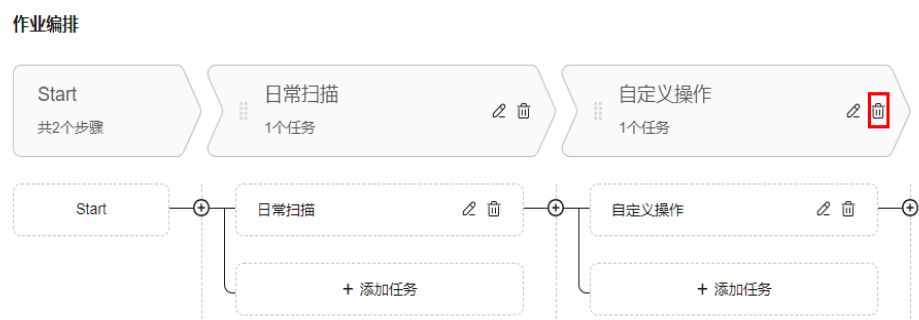 作业编排
Start
共2个步骤
日常扫描
1个任务
自定义操作
1个任务
Start
日常扫描
自定义操作
+ 添加任务
+ 添加任务